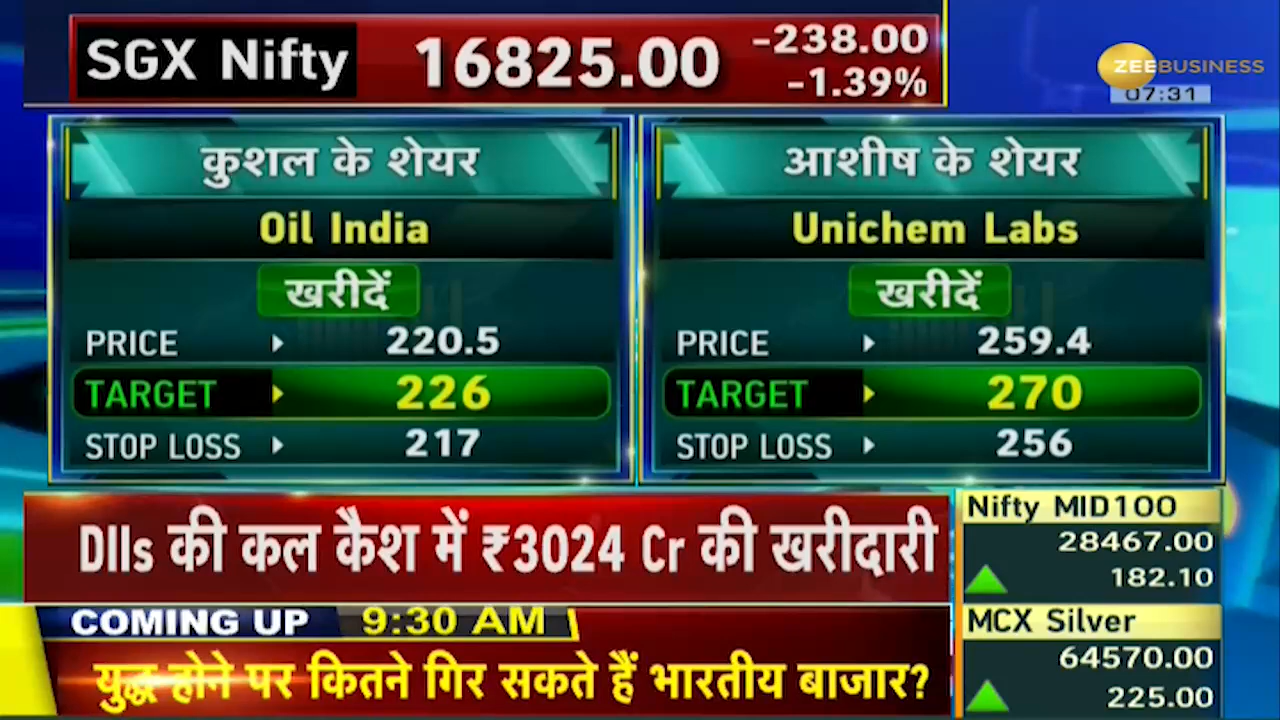 SGX Nifty 16825.00 -238.00
-1.39%
ZEEBUSINESS
07:31
कुशल के शेयर
Oil India
खरीदें
PRICE 220.5
TARGET 226
STOP LOSS 217
आशीष के शेयर
Unichem Labs
खरीदें
PRICE 259.4
TARGET 270
STOP LOSS 256
DIIs की कल कैश में ₹3024 Cr की खरीदारी
COMING UP 9:30 AM
युद्ध होने पर कितने गिर सकते हैं भारतीय बाजार?
Nifty MID100
28467.00
182.10
MCX Silver
64570.00
225.00